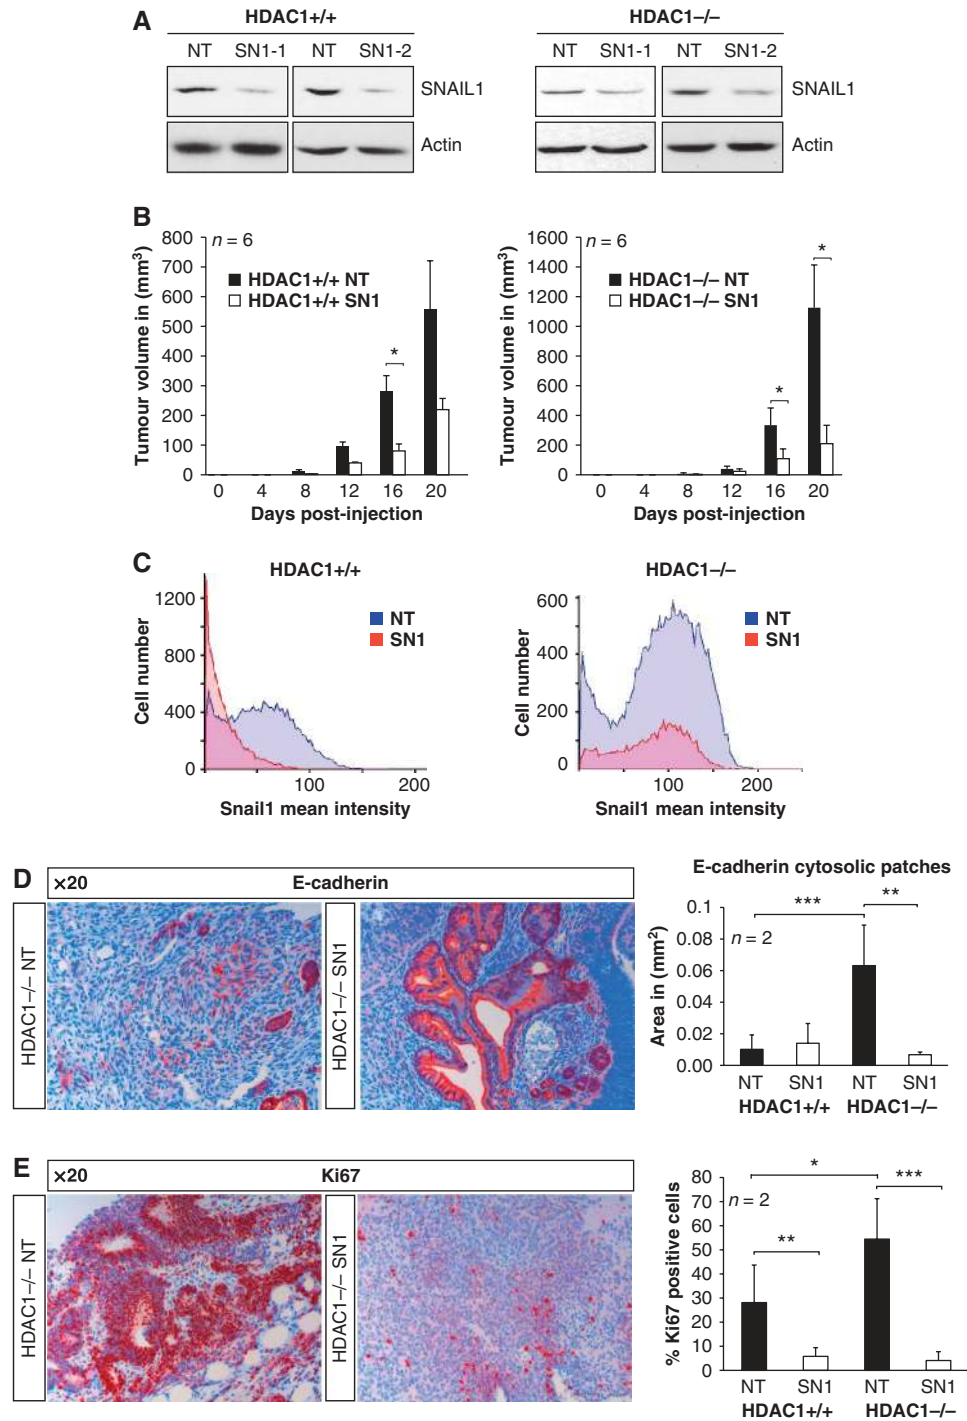 A
HDAC1+/+
HDAC1–/–
NT SN1-1 NT SN1-2
NT SN1-1 NT SN1-2
SNAIL1
SNAIL1
Actin
Actin
B
n = 6
HDAC1+/+ NT
HDAC1+/+ SN1
Tumour volume in (mm³)
800
700
600
500
400
300
200
100
0
*
0 4 8 12 16 20
Days post-injection
n = 6
HDAC1–/– NT
HDAC1–/– SN1
Tumour volume in (mm³)
1600
1400
1200
1000
800
600
400
200
0
*
*
0 4 8 12 16 20
Days post-injection
C
HDAC1+/+
NT
SN1
Cell number
1200
800
400
0
100 200
Snail1 mean intensity
HDAC1–/–
NT
SN1
Cell number
600
400
200
0
100 200
Snail1 mean intensity
D
×20 E-cadherin
HDAC1–/– NT
HDAC1–/– SN1
E-cadherin cytosolic patches
*** **
n = 2
Area in (mm²)
0.1
0.08
0.06
0.04
0.02
0.00
NT SN1 NT SN1
HDAC1+/+ HDAC1–/–
E
×20 Ki67
HDAC1–/– NT
HDAC1–/– SN1
* ***
n = 2
**
% Ki67 positive cells
80
70
60
50
40
30
20
10
0
NT SN1 NT SN1
HDAC1+/+ HDAC1–/–